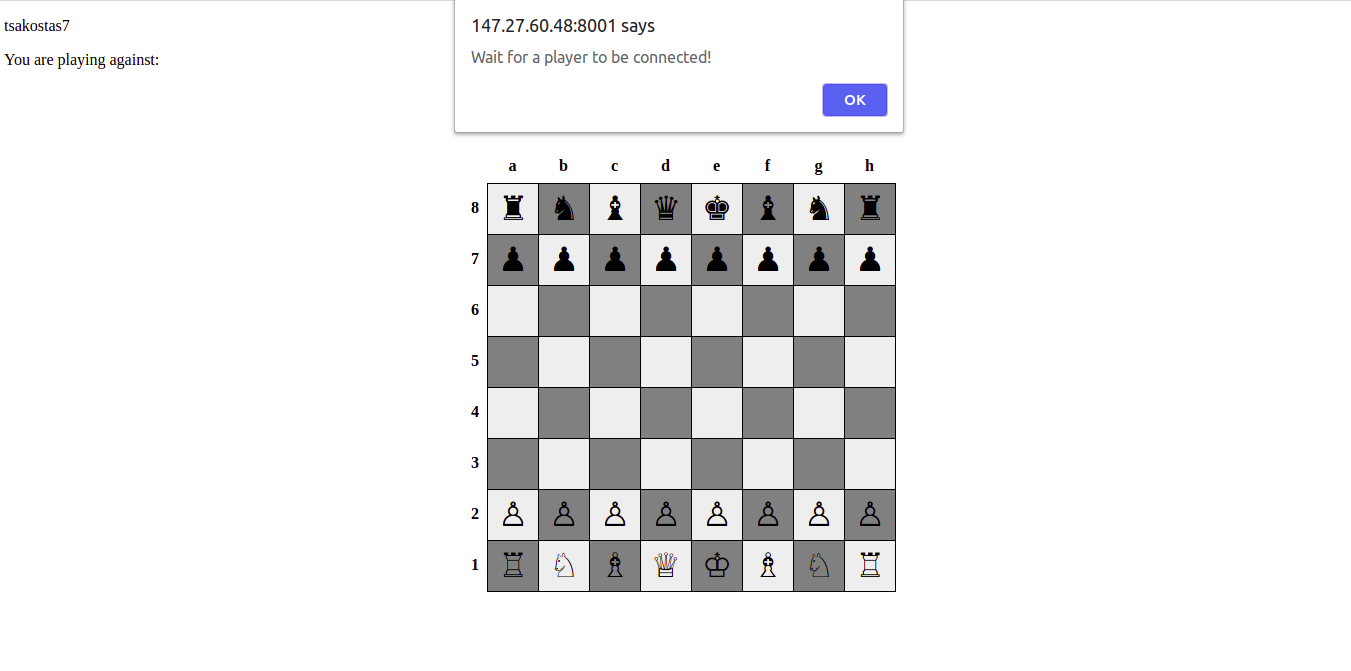 tsakostas7
You are playing against:
147.27.60.48:8001 says
Wait for a player to be connected!
OK
a b c d e f g h
8
7
6
5
4
3
2
1